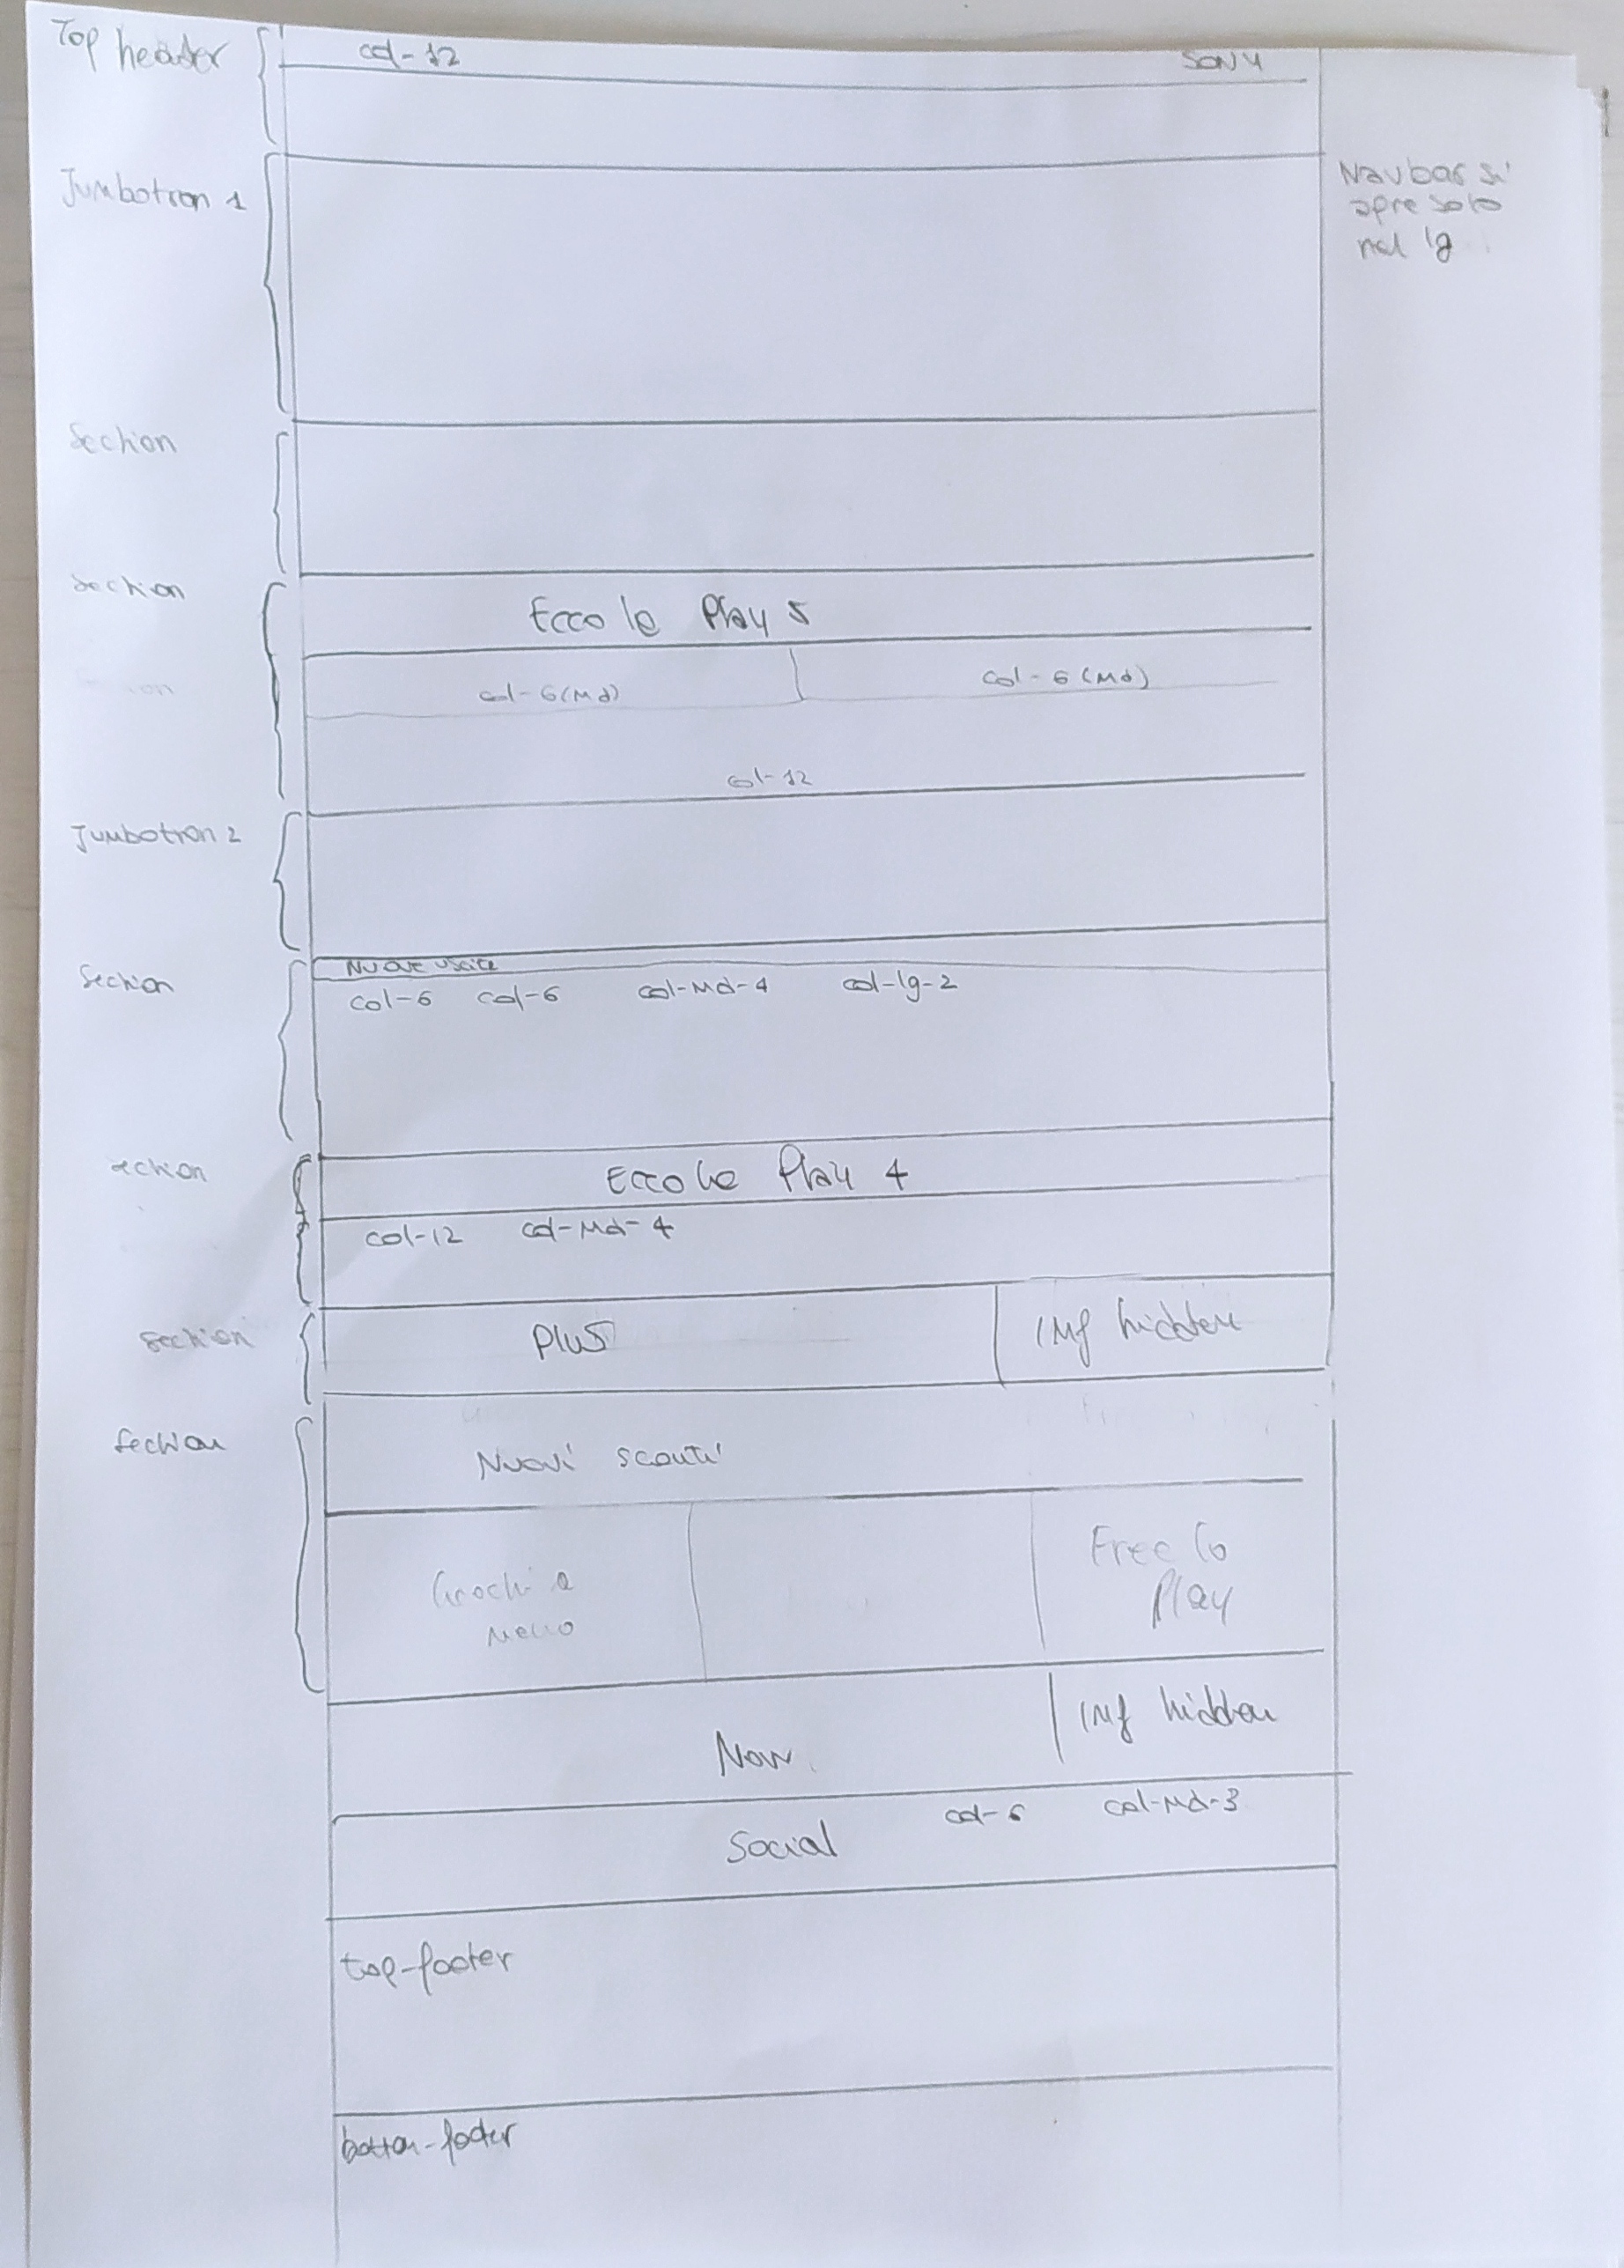 Top header
col-12
SONY
Jumbotron 1
Navbar si
apre solo
nel lg
Section
Section
Ecco le Play 5
col-6(Md)
col-6(Md)
col-12
Jumbotron 2
Section
Nuove uscite
col-6 col-6 col-Md-4 col-lg-2
ection
Ecco le Play 4
col-12 col-Md-4
section
Plus
IMg hidden
Section
Nuovi sconti
Giochi a
meno
Free to
Play
Now
IMg hidden
Social
col-6 col-Md-3
top-footer